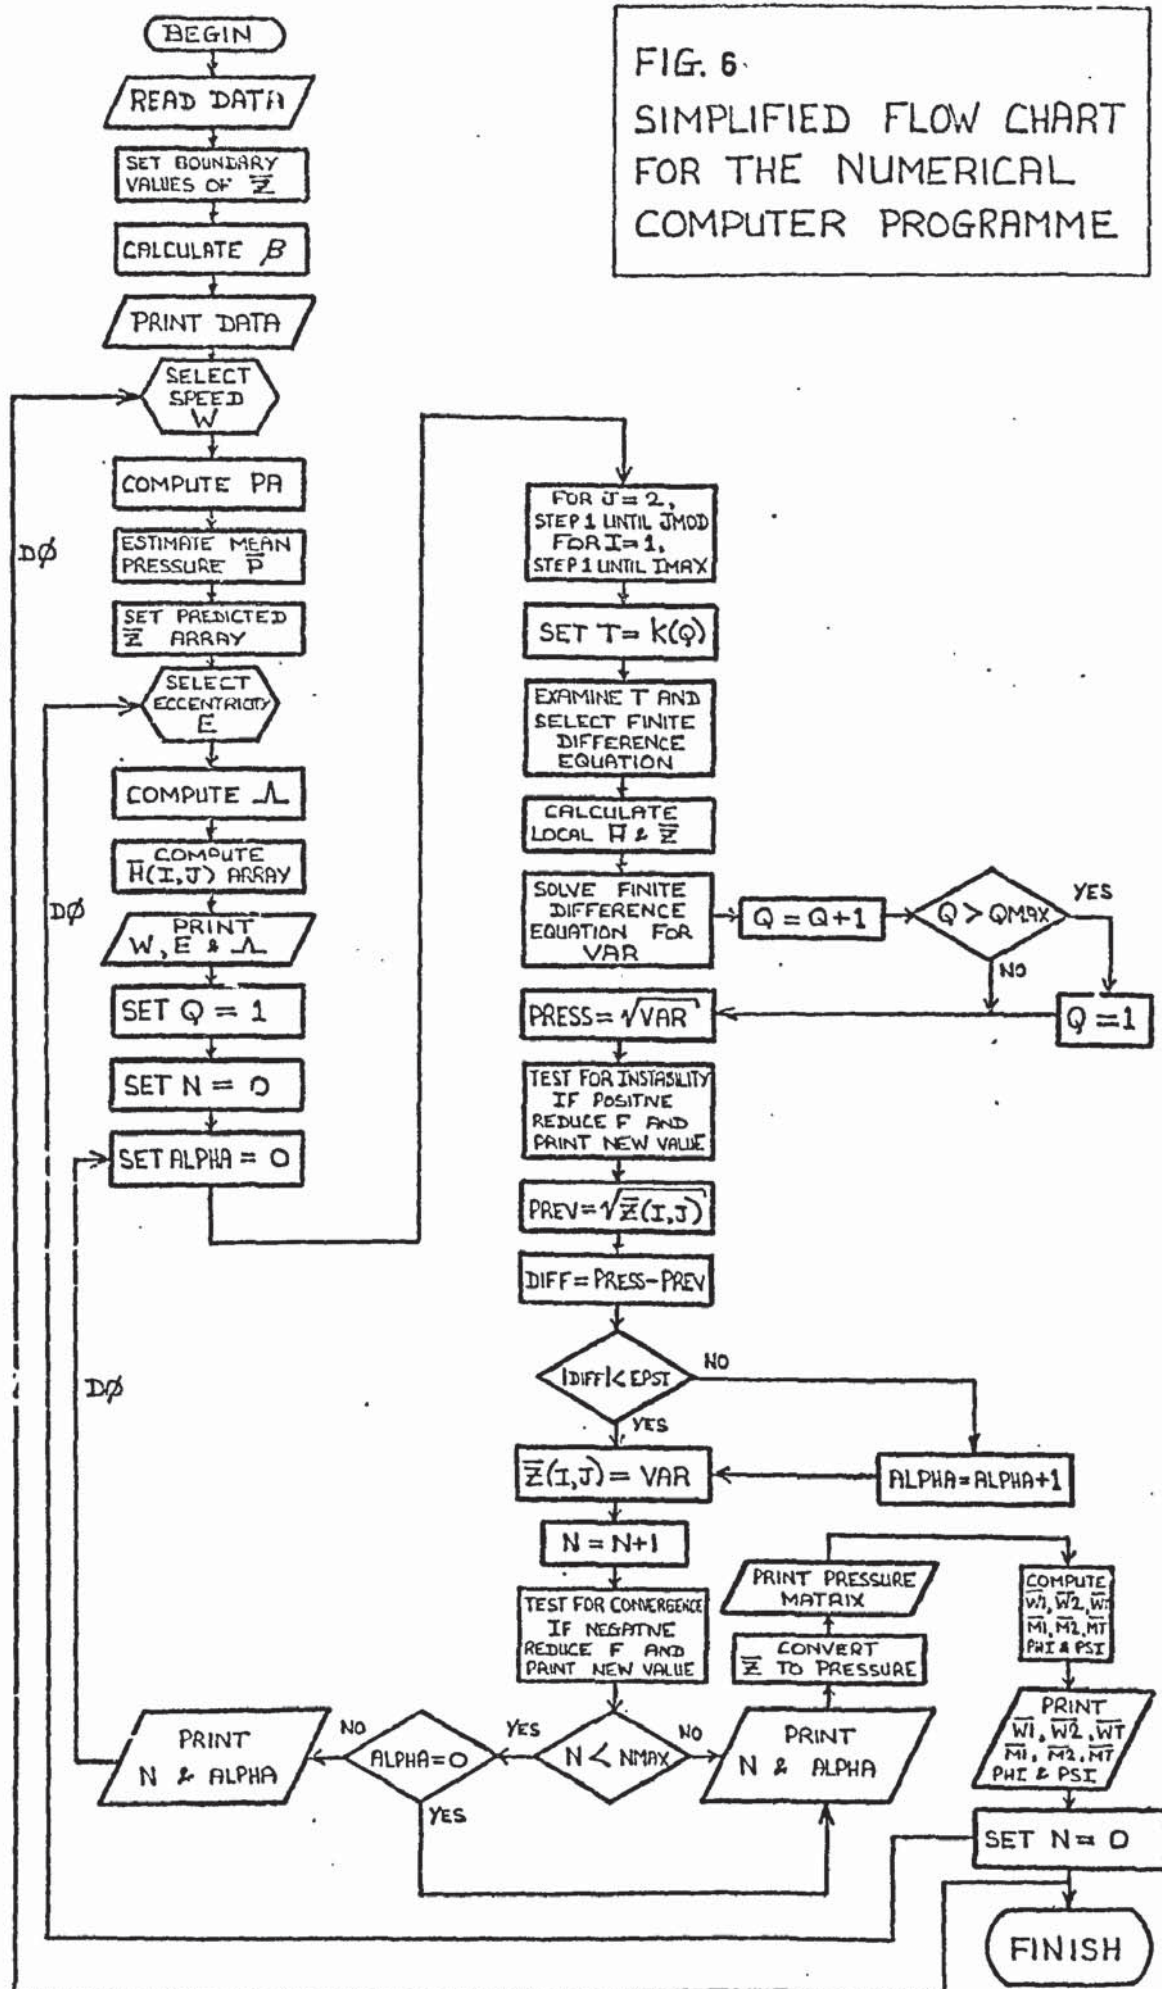 FIG. 6.
SIMPLIFIED FLOW CHART
FOR THE NUMERICAL
COMPUTER PROGRAMME
BEGIN
READ DATA
SET BOUNDARY
VALUES OF Z̅
CALCULATE β
PRINT DATA
SELECT
SPEED
W
COMPUTE PA
ESTIMATE MEAN
PRESSURE P̅
SET PREDICTED
Z̅ ARRAY
SELECT
ECCENTRICITY
E
COMPUTE Λ
COMPUTE
H̅(I,J) ARRAY
PRINT
W, E & Λ
SET Q = 1
SET N = 0
SET ALPHA = 0
DØ
DØ
DØ
FOR J = 2,
STEP 1 UNTIL JMOD
FOR I = 1,
STEP 1 UNTIL IMAX
SET T = K(Q)
EXAMINE T AND
SELECT FINITE
DIFFERENCE
EQUATION
CALCULATE
LOCAL H̅ & Z̅
SOLVE FINITE
DIFFERENCE
EQUATION FOR
VAR
Q = Q+1
Q > QMAX
YES
NO
Q = 1
PRESS = √VAR
TEST FOR INSTABILITY
IF POSITIVE
REDUCE F AND
PRINT NEW VALUE
PREV = √Z̅(I,J)
DIFF = PRESS-PREV
|DIFF| < EPSI
NO
YES
ALPHA = ALPHA+1
Z̅(I,J) = VAR
N = N+1
TEST FOR CONVERGENCE
IF NEGATIVE
REDUCE F AND
PRINT NEW VALUE
N < NMAX
YES
NO
ALPHA = 0
NO
YES
PRINT
N & ALPHA
PRINT
N & ALPHA
CONVERT
Z̅ TO PRESSURE
PRINT PRESSURE
MATRIX
COMPUTE
W̅1̅, W̅2̅,
M̅1̅, M̅2̅, M̅T̅
PHI & PSI
PRINT
W̅1̅, W̅2̅, W̅T̅
M̅1̅, M̅2̅, M̅T̅
PHI & PSI
SET N = 0
FINISH